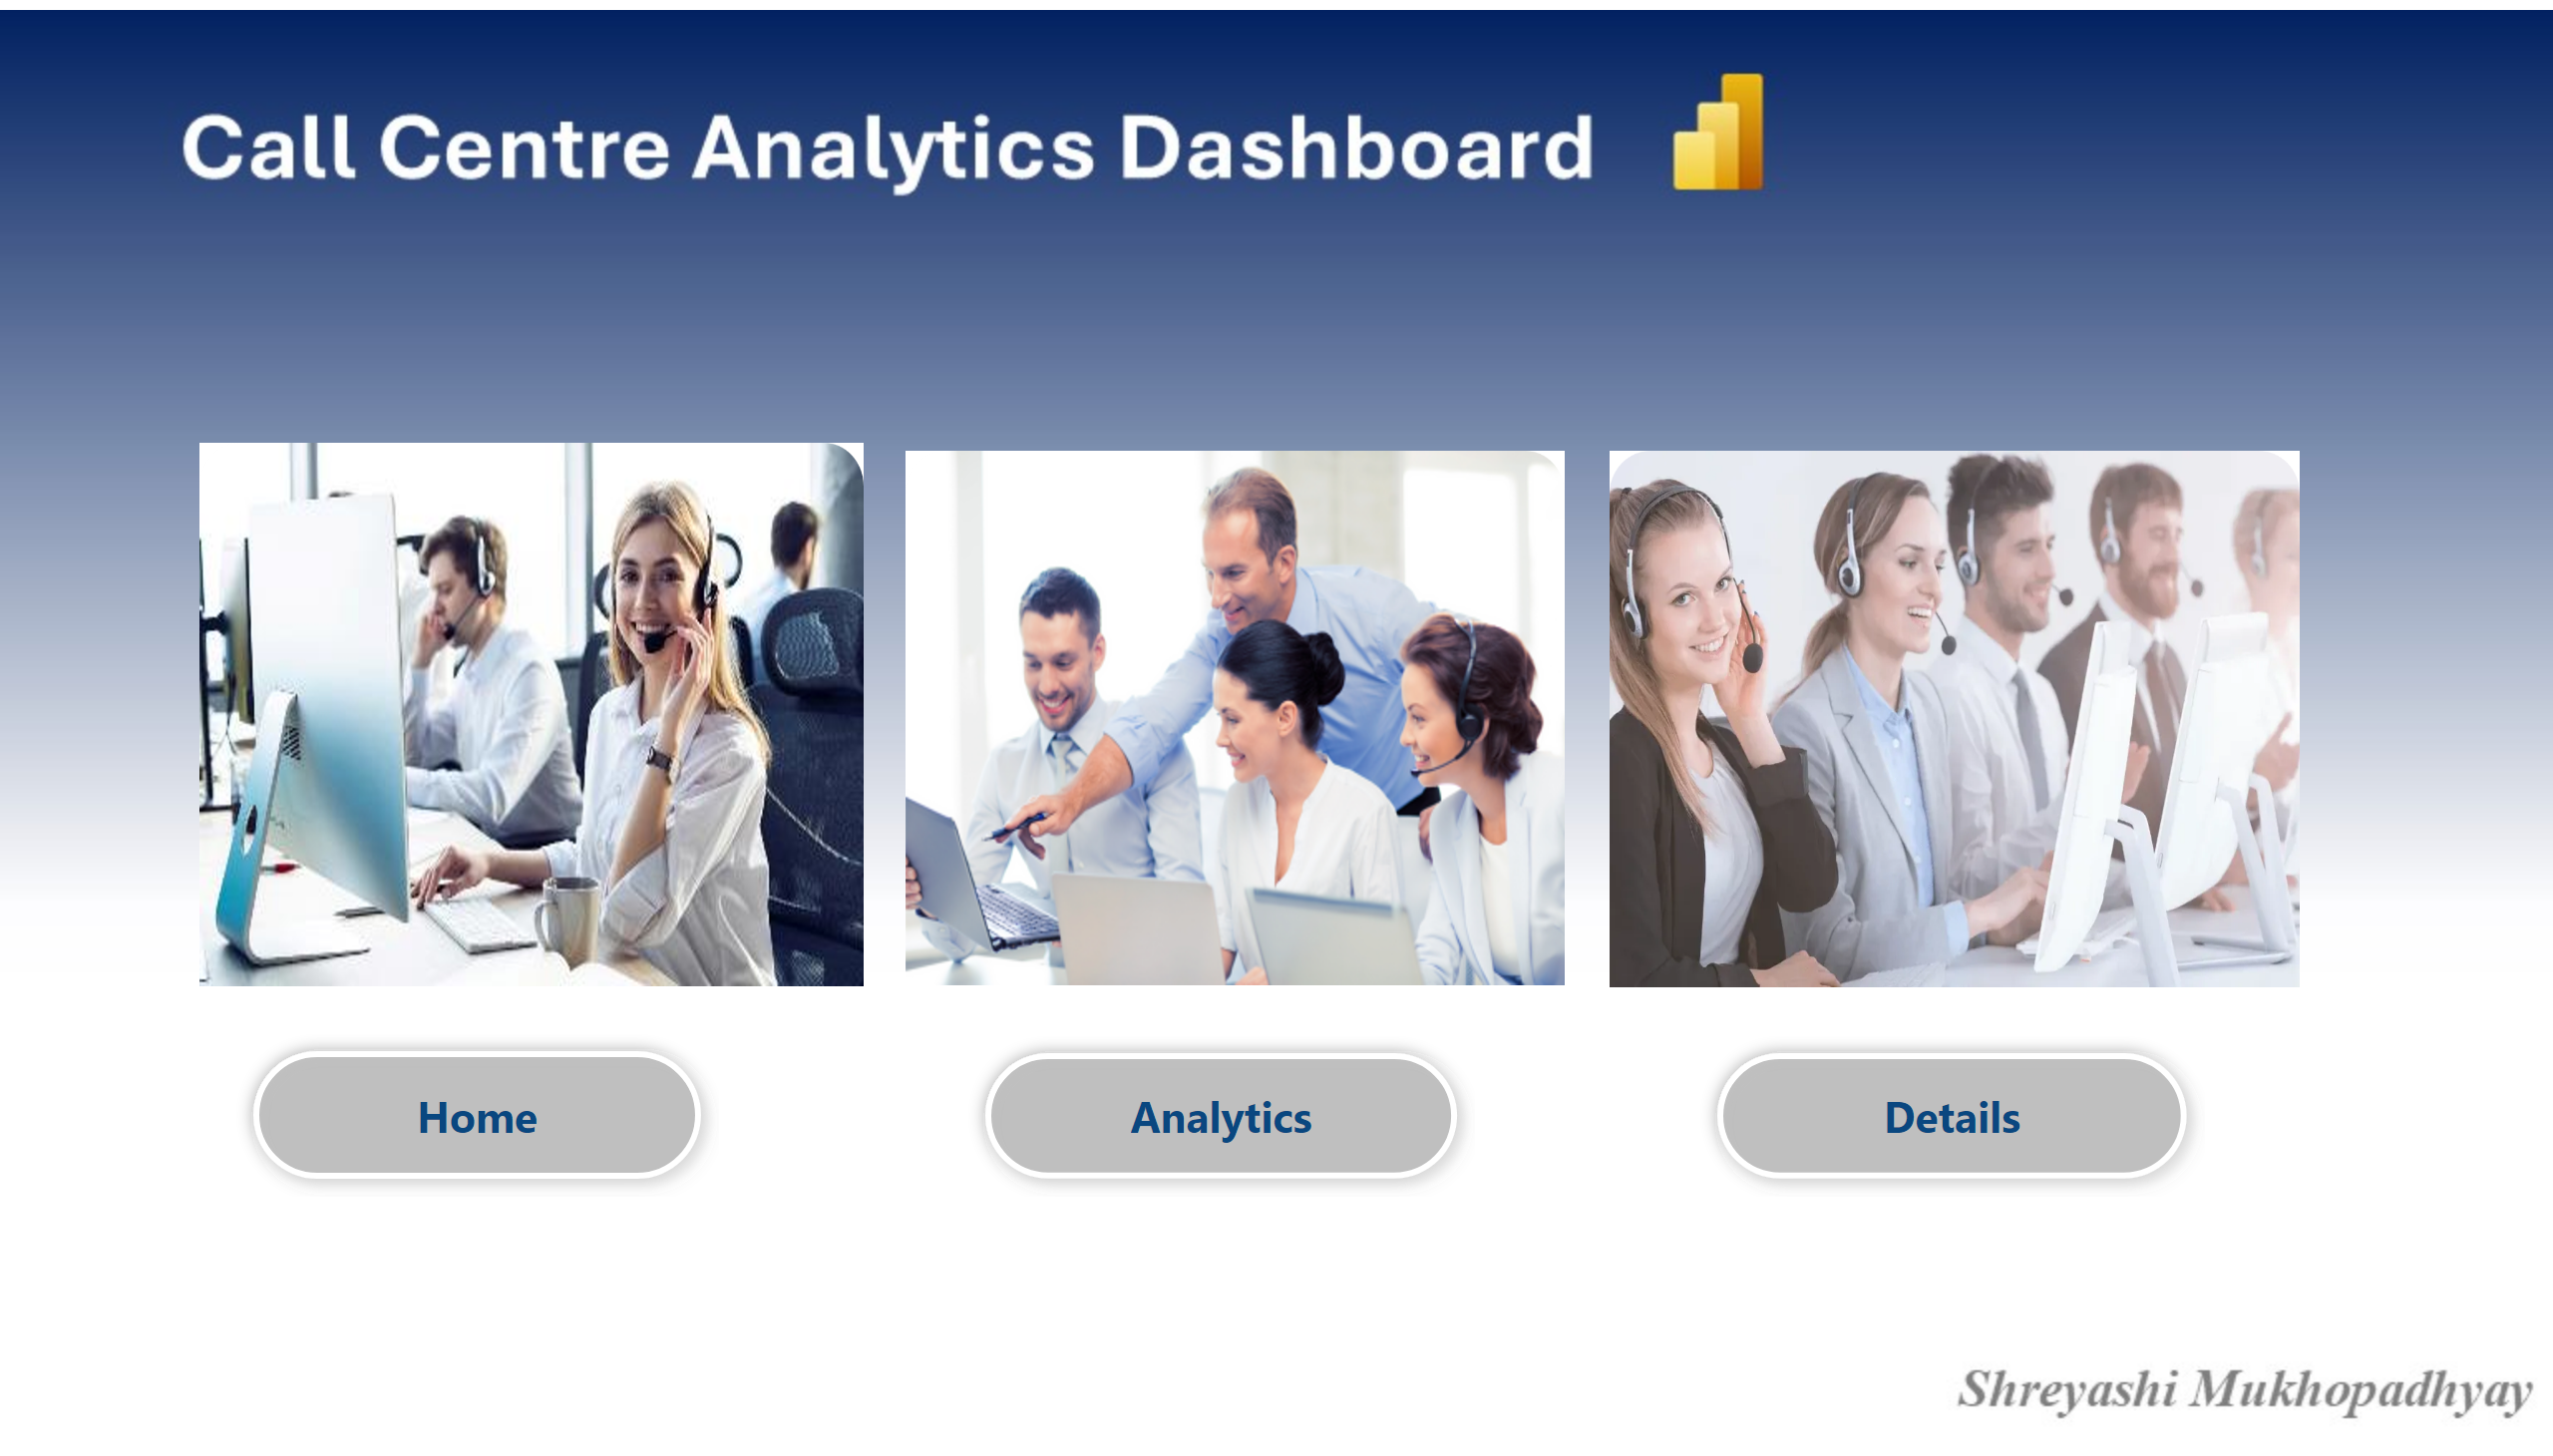 Call Centre Analytics Dashboard
Home
Analytics
Details
Shreyashi Mukhopadhyay